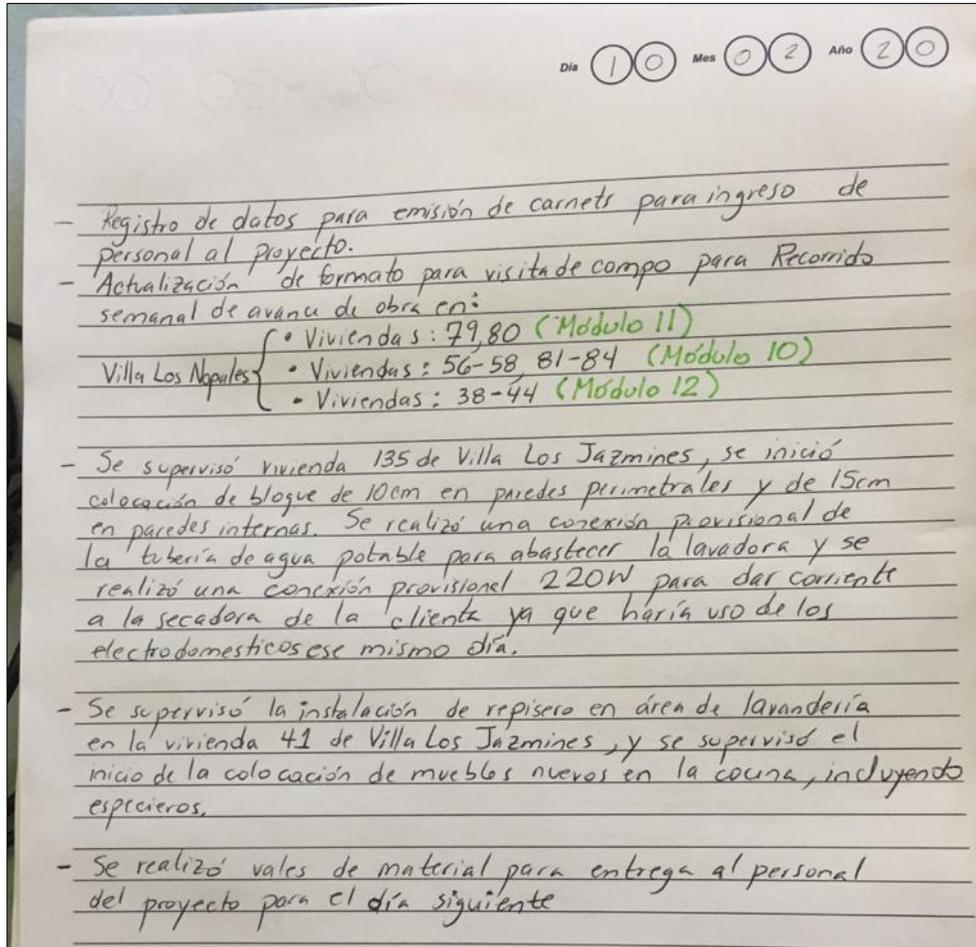 Día 10 Mes 02 Año 20
- Registro de datos para emisión de carnets para ingreso de
personal al proyecto.
- Actualización de formato para visita de campo para Recorrido
semanal de avance de obra en:
• Viviendas: 79,80 (Módulo 11)
Villa Los Nopales { • Viviendas: 56-58, 81-84 (Módulo 10)
• Viviendas: 38-44 (Módulo 12)
- Se supervisó vivienda 135 de Villa Los Jazmines, se inició
colocación de bloque de 10cm en paredes perimetrales y de 15cm
en paredes internas. Se realizó una conexión provisional de
la tubería de agua potable para abastecer la lavadora y se
realizó una conexión provisional 220W para dar corriente
a la secadora de la clienta ya que haría uso de los
electrodomesticos ese mismo día.
- Se supervisó la instalación de repisero en área de lavandería
en la vivienda 41 de Villa Los Jazmines, y se supervisó el
inicio de la colocación de muebles nuevos en la cocina, incluyendo
especieros.
- Se realizó vales de material para entrega al personal
del proyecto para el día siguiente